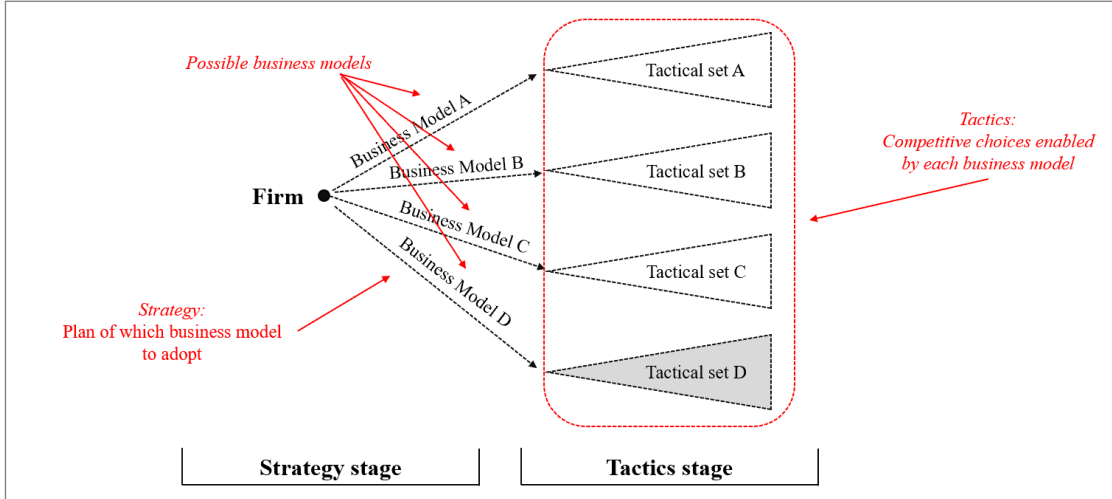 Possible business models
Business Model A
Business Model B
Firm
Business Model C
Business Model D
Strategy:
Plan of which business model
to adopt
Tactical set A
Tactical set B
Tactical set C
Tactical set D
Tactics:
Competitive choices enabled
by each business model
Strategy stage
Tactics stage